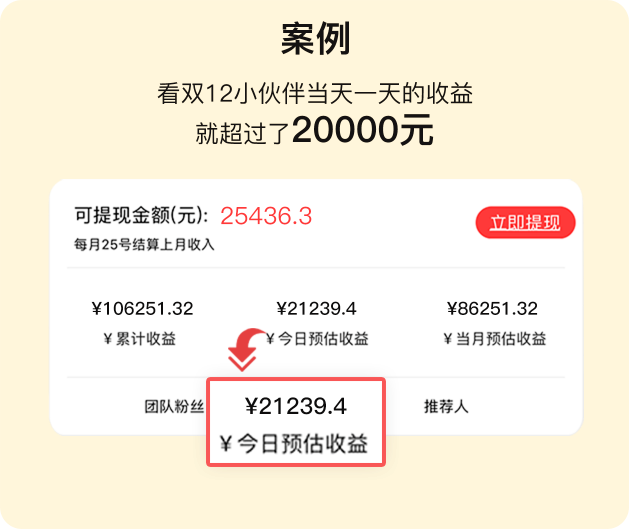 案例
看双12小伙伴当天一天的收益
就超过了20000元
可提现金额(元): 25436.3
立即提现
每月25号结算上月收入
¥106251.32 ¥21239.4 ¥86251.32
¥累计收益 ¥今日预估收益 ¥当月预估收益
团队粉丝 ¥21239.4 推荐人
¥今日预估收益